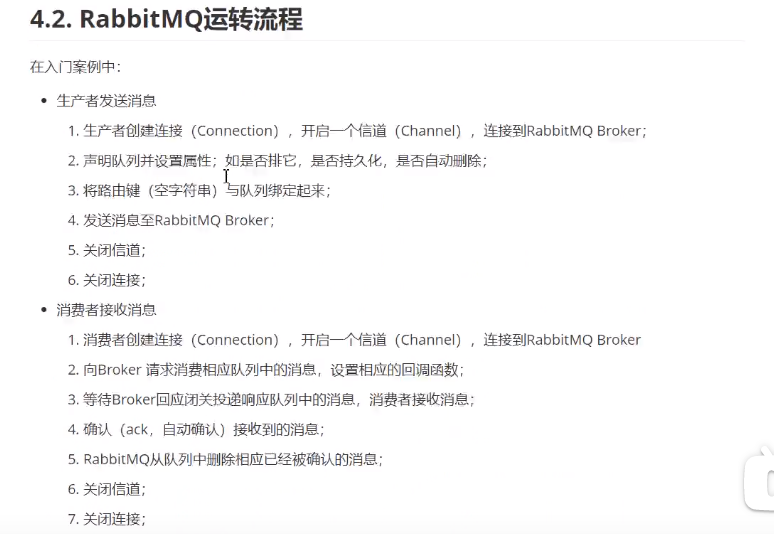 4.2. RabbitMQ运转流程
在入门案例中：
• 生产者发送消息
1. 生产者创建连接（Connection），开启一个信道（Channel），连接到RabbitMQ Broker；
2. 声明队列并设置属性；如是否排它，是否持久化，是否自动删除；
3. 将路由键（空字符串）与队列绑定起来；
4. 发送消息至RabbitMQ Broker；
5. 关闭信道；
6. 关闭连接；
• 消费者接收消息
1. 消费者创建连接（Connection），开启一个信道（Channel），连接到RabbitMQ Broker
2. 向Broker 请求消费相应队列中的消息，设置相应的回调函数；
3. 等待Broker回应闭关投递响应队列中的消息，消费者接收消息；
4. 确认（ack，自动确认）接收到的消息；
5. RabbitMQ从队列中删除相应已经被确认的消息；
6. 关闭信道；
7. 关闭连接；